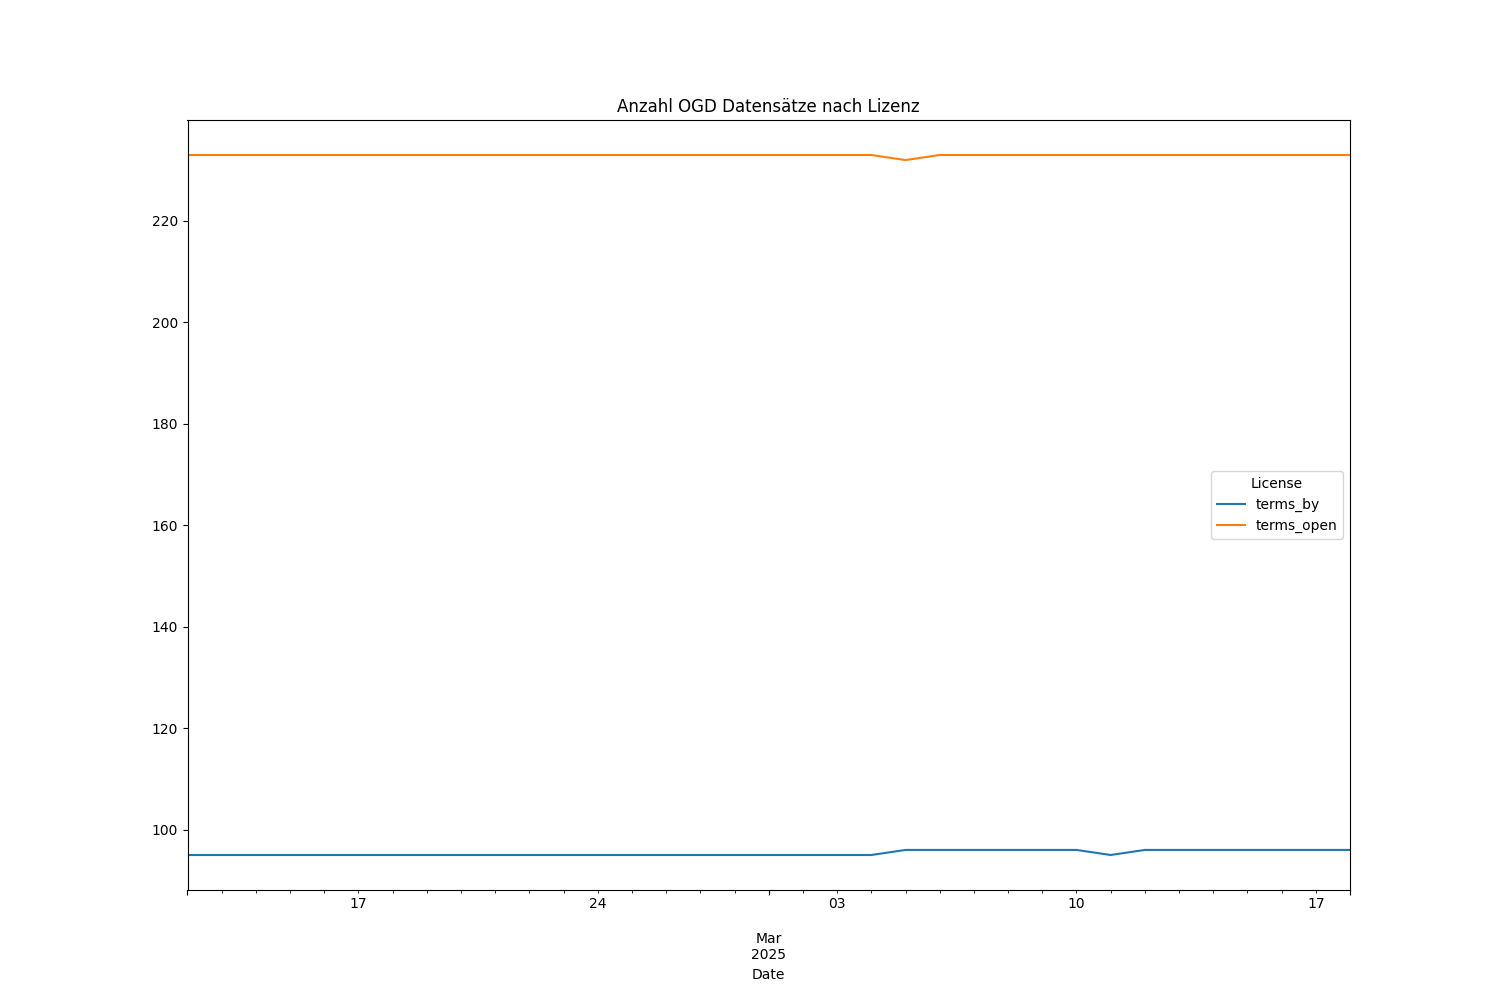 Anzahl OGD Datensätze nach Lizenz
220
200
180
160
140
120
100
License
terms_by
terms_open
17 24 03 10 17
Mar
2025
Date